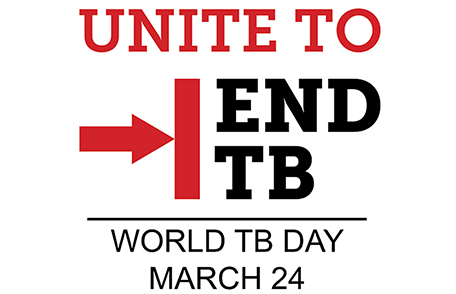 UNITE TO
END
TB
WORLD TB DAY
MARCH 24